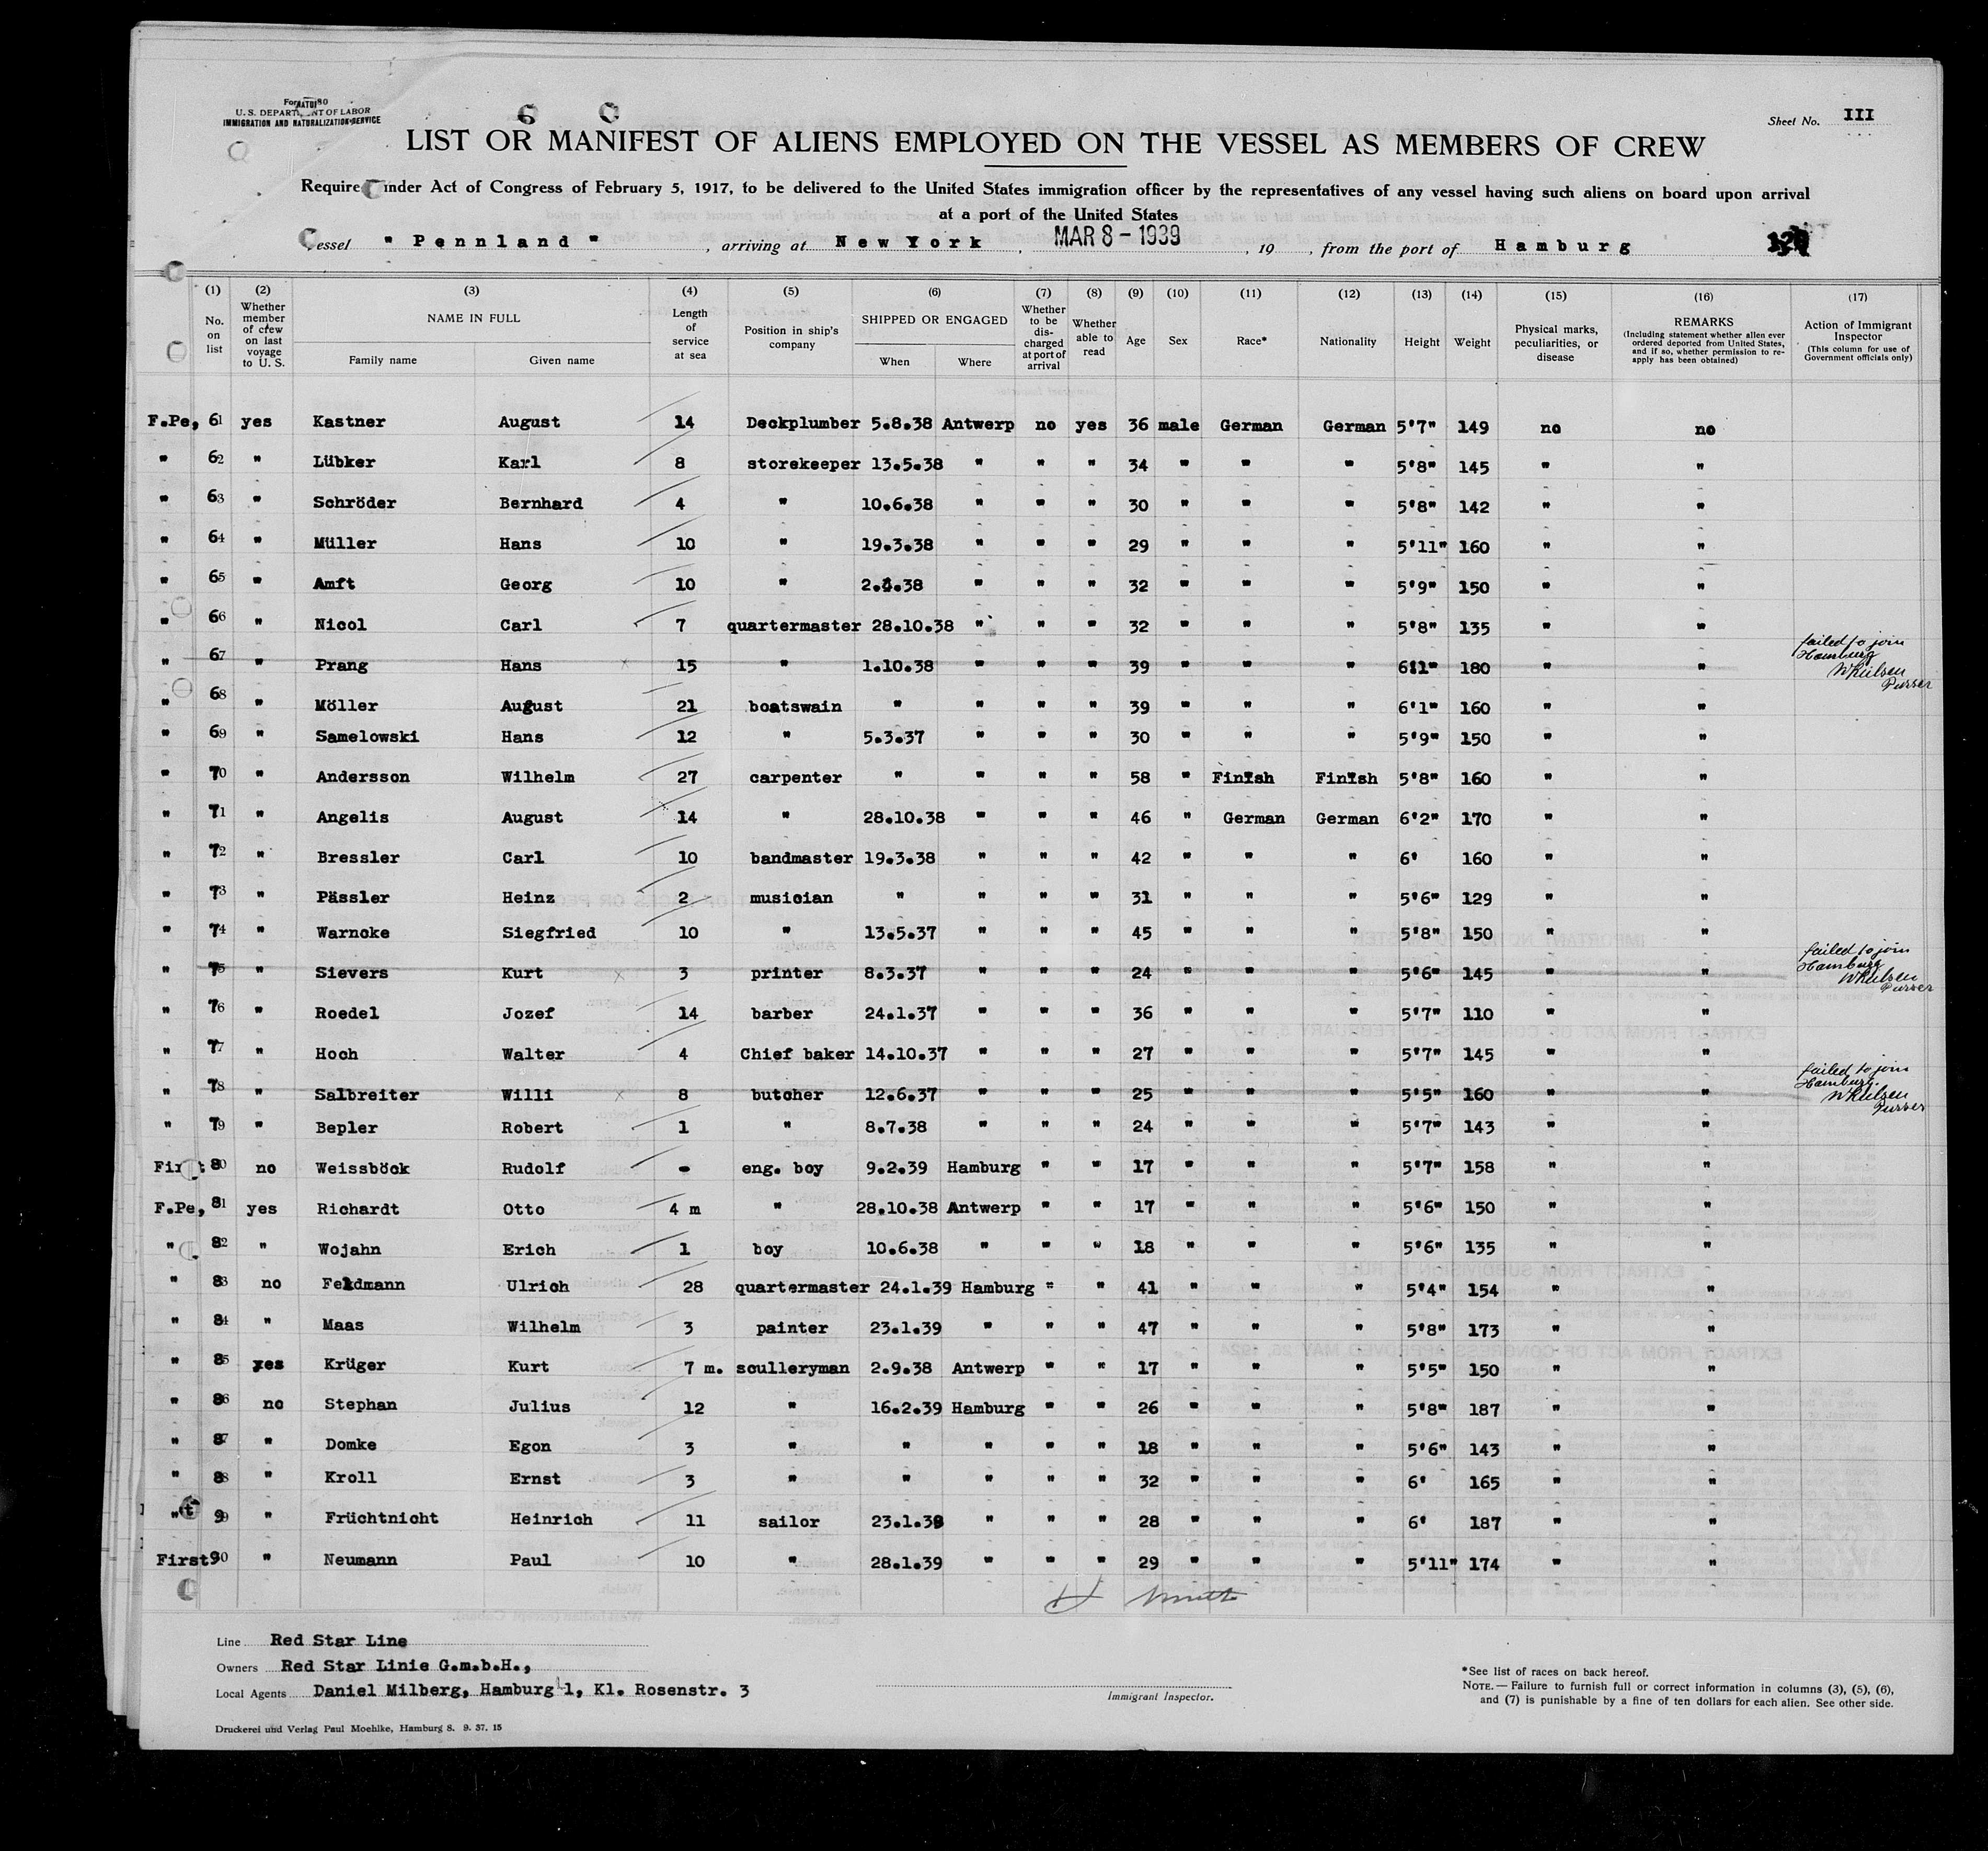 Form 680
U. S. DEPARTMENT OF LABOR
IMMIGRATION AND NATURALIZATION SERVICE
Sheet No. III
LIST OR MANIFEST OF ALIENS EMPLOYED ON THE VESSEL AS MEMBERS OF CREW
Required under Act of Congress of February 5, 1917, to be delivered to the United States immigration officer by the representatives of any vessel having such aliens on board upon arrival
at a port of the United States
Vessel " Pennland " , arriving at New York , MAR 8 - 1939 , 19 , from the port of Hamburg
(1) No. on list (2) Whether member of crew on last voyage to U. S. (3) NAME IN FULL Family name Given name (4) Length of service at sea (5) Position in ship's company (6) SHIPPED OR ENGAGED When Where (7) Whether to be discharged at port of arrival (8) Whether able to read (9) Age (10) Sex (11) Race* (12) Nationality (13) Height (14) Weight (15) Physical marks, peculiarities, or disease (16) REMARKS (Including statement whether alien ever ordered deported from United States, and if so, whether permission to reapply has been obtained) (17) Action of Immigrant Inspector (This column for use of Government officials only)
F.Pe, 61 yes Kastner August 14 Deckplumber 5.8.38 Antwerp no yes 36 male German German 5'7" 149 no no
" 62 " Lübker Karl 8 storekeeper 13.5.38 " " " 34 " " " 5'8" 145 " "
" 63 " Schröder Bernhard 4 " 10.6.38 " " " 30 " " " 5'8" 142 " "
" 64 " Müller Hans 10 " 19.3.38 " " " 29 " " " 5'11" 160 " "
" 65 " Amft Georg 10 " 2.4.38 " " " 32 " " " 5'9" 150 " "
" 66 " Nicol Carl 7 quartermaster 28.10.38 " " " 32 " " " 5'8" 135 " "
" 67 " Prang Hans 15 " 1.10.38 " " " 39 " " " 6'1" 180 " " failed to join Hamburg Purser
" 68 " Möller August 21 boatswain " " " " 39 " " " 6'1" 160 " "
" 69 " Samelowski Hans 12 " 5.3.37 " " " 30 " " " 5'9" 150 " "
" 70 " Andersson Wilhelm 27 carpenter " " " " 58 " Finish Finish 5'8" 160 " "
" 71 " Angelis August 14 " 28.10.38 " " " 46 " German German 6'2" 170 " "
" 72 " Bressler Carl 10 bandmaster 19.3.38 " " " 42 " " " 6' 160 " "
" 73 " Pässler Heinz 2 musician " " " " 31 " " " 5'6" 129 " "
" 74 " Warncke Siegfried 10 " 13.5.37 " " " 45 " " " 5'8" 150 " "
" 75 " Sievers Kurt 3 printer 8.3.37 " " " 24 " " " 5'6" 145 " " failed to join Hamburg Purser
" 76 " Roedel Jozef 14 barber 24.1.37 " " " 36 " " " 5'7" 110 " "
" 77 " Hoch Walter 4 Chief baker 14.10.37 " " " 27 " " " 5'7" 145 " "
" 78 " Salbreiter Willi 8 butcher 12.6.37 " " " 25 " " " 5'5" 160 " " failed to join Hamburg. Purser
" 79 " Bepler Robert 1 " 8.7.38 " " " 24 " " " 5'7" 143 " "
First 80 no Weissböck Rudolf - eng. boy 9.2.39 Hamburg " " 17 " " " 5'7" 158 " "
F.Pe, 81 yes Richardt Otto 4 m " 28.10.38 Antwerp " " 17 " " " 5'6" 150 " "
" 82 " Wojahn Erich 1 boy 10.6.38 " " " 18 " " " 5'6" 135 " "
" 83 no Feldmann Ulrich 28 quartermaster 24.1.39 Hamburg " " 41 " " " 5'4" 154 " "
" 84 " Maas Wilhelm 3 painter 23.1.39 " " " 47 " " " 5'8" 173 " "
" 85 yes Krüger Kurt 7 m. sculleryman 2.9.38 Antwerp " " 17 " " " 5'5" 150 " "
" 86 no Stephan Julius 12 " 16.2.39 Hamburg " " 26 " " " 5'8" 187 " "
" 87 " Domke Egon 3 " " " " " 18 " " " 5'6" 143 " "
" 88 " Kroll Ernst 3 " " " " " 32 " " " 6' 165 " "
" 99 " Früchtnicht Heinrich 11 sailor 23.1.39 " " " 28 " " " 6' 187 " "
First 90 " Neumann Paul 10 " 28.1.39 " " " 29 " " " 5'11" 174 " "
Line Red Star Line
Owners Red Star Linie G.m.b.H.,
Local Agents Daniel Milberg, Hamburg 1, Kl. Rosenstr. 3
Immigrant Inspector.
*See list of races on back hereof.
NOTE.— Failure to furnish full or correct information in columns (3), (5), (6),
and (7) is punishable by a fine of ten dollars for each alien. See other side.
Druckerei und Verlag Paul Moehlke, Hamburg 8. 9. 37. 15